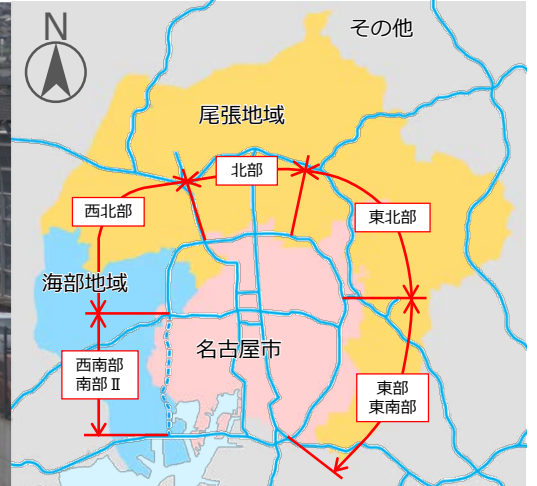 N
その他
尾張地域
北部
西北部
東北部
海部地域
名古屋市
西南部
南部Ⅱ
東部
東南部